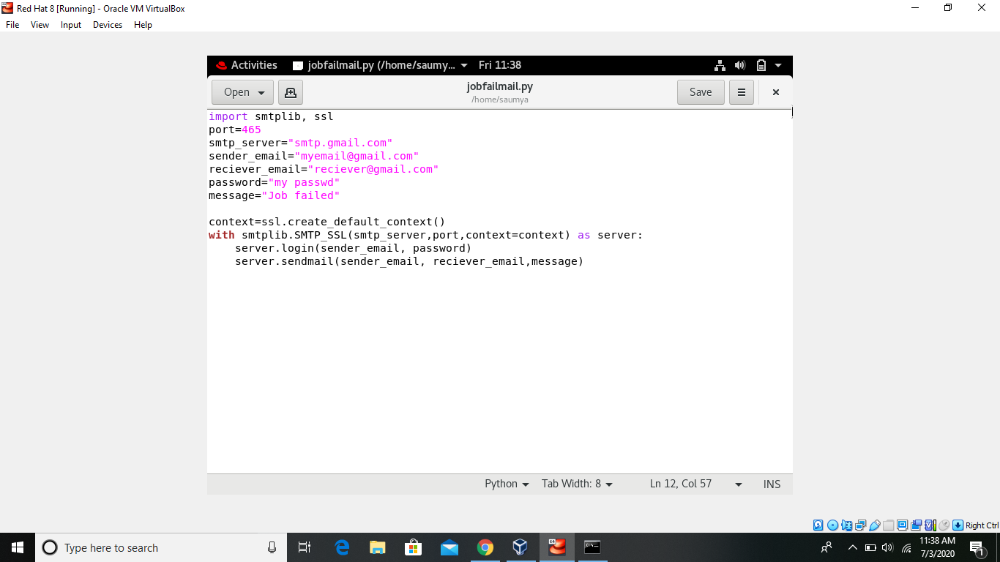 Red Hat 8 [Running] - Oracle VM VirtualBox
File View Input Devices Help
Activities jobfailmail.py (/home/saumy... Fri 11:38
Open jobfailmail.py Save
/home/saumya
import smtplib, ssl
port=465
smtp_server="smtp.gmail.com"
sender_email="myemail@gmail.com"
reciever_email="reciever@gmail.com"
password="my passwd"
message="Job failed"
context=ssl.create_default_context()
with smtplib.SMTP_SSL(smtp_server,port,context=context) as server:
    server.login(sender_email, password)
    server.sendmail(sender_email, reciever_email,message)
Python Tab Width: 8 Ln 12, Col 57 INS
Right Ctrl
Type here to search
11:38 AM
7/3/2020
1